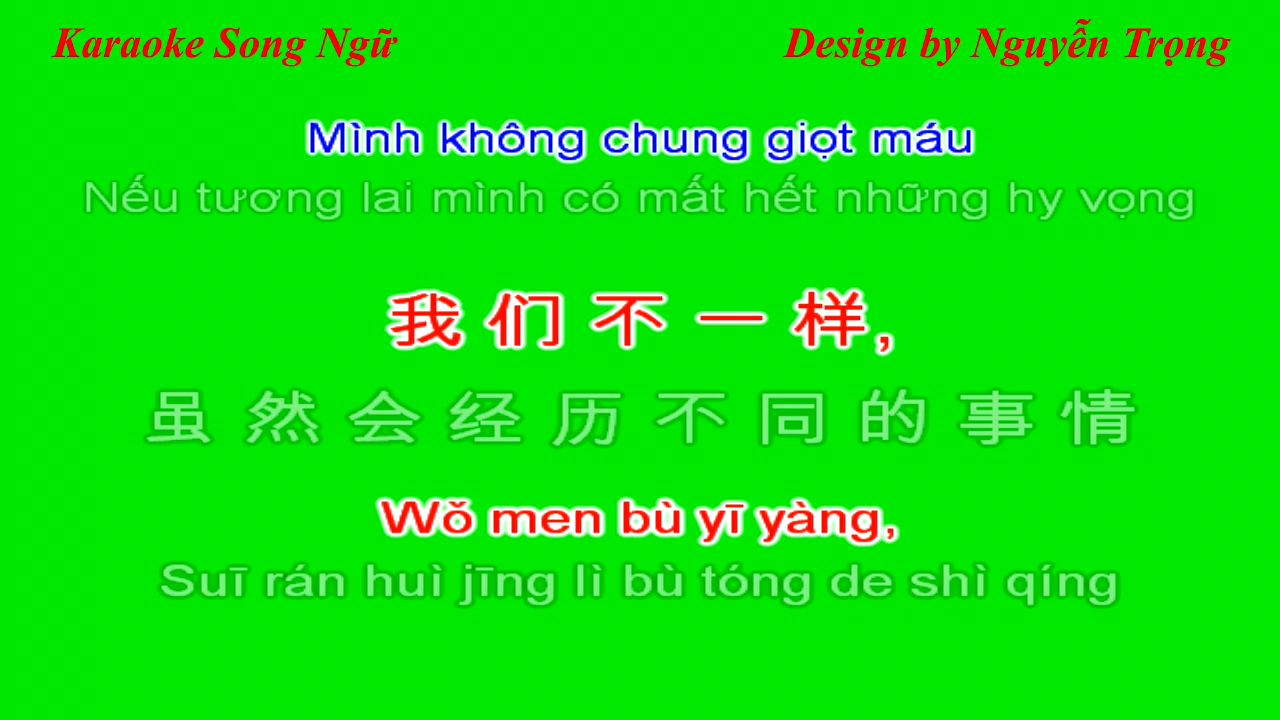 Karaoke Song Ngữ
Design by Nguyễn Trọng
Mình không chung giọt máu
Nếu tương lai mình có mất hết những hy vọng
我们不一样,
虽然会经历不同的事情
Wǒ men bù yī yàng,
Suī rán huì jīng lì bù tóng de shì qíng